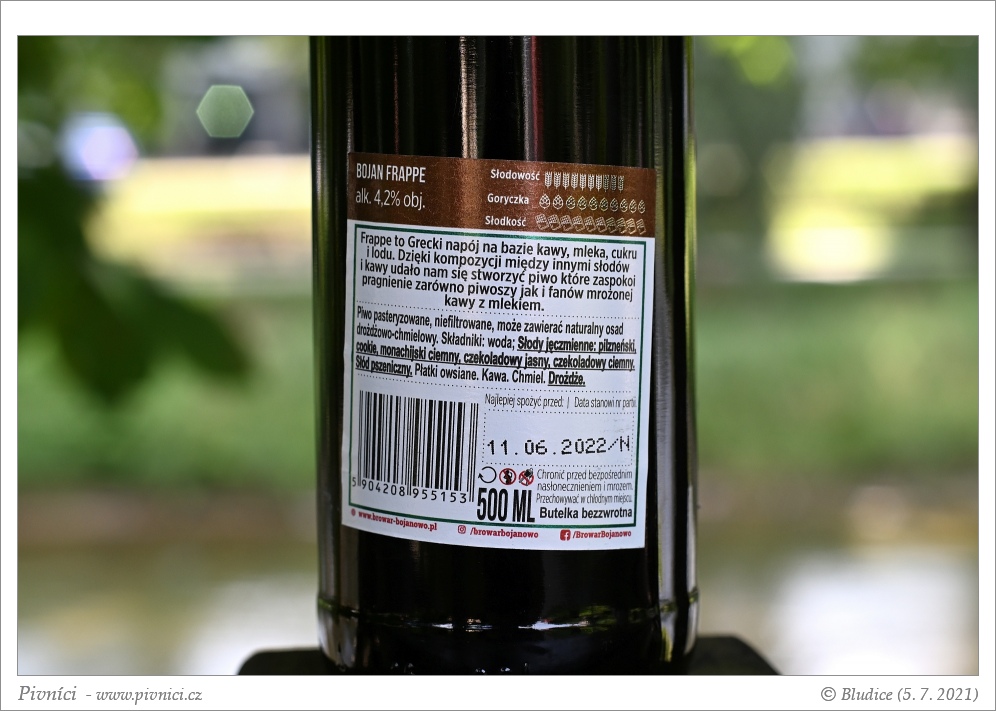 BOJAN FRAPPE
alk. 4,2% obj.
Słodowość
Goryczka
Słodkość
Frappe to Grecki napój na bazie kawy, mleka, cukru
i lodu. Dzięki kompozycji między innymi słodów
i kawy udało nam się stworzyć piwo które zaspokoi
pragnienie zarówno piwoszy jak i fanów mrożonej
kawy z mlekiem.
Piwo pasteryzowane, niefiltrowane, może zawierać naturalny osad
drożdżowo-chmielowy. Składniki: woda; Słody jęczmienne: pilzneński,
cookie, monachijski ciemny, czekoladowy jasny, czekoladowy ciemny.
Słód pszeniczny. Płatki owsiane. Kawa. Chmiel. Drożdże.
Najlepiej spożyć przed: | Data stanowi nr partii
11.06.2022/N
5 904208 955153
Chronić przed bezpośrednim
nasłonecznieniem i mrozem.
Przechowywać w chłodnym miejscu.
500 ML Butelka bezzwrotna
www.browar-bojanowo.pl /browarbojanowo /BrowarBojanowo
Pivníci - www.pivnici.cz © Bludice (5. 7. 2021)